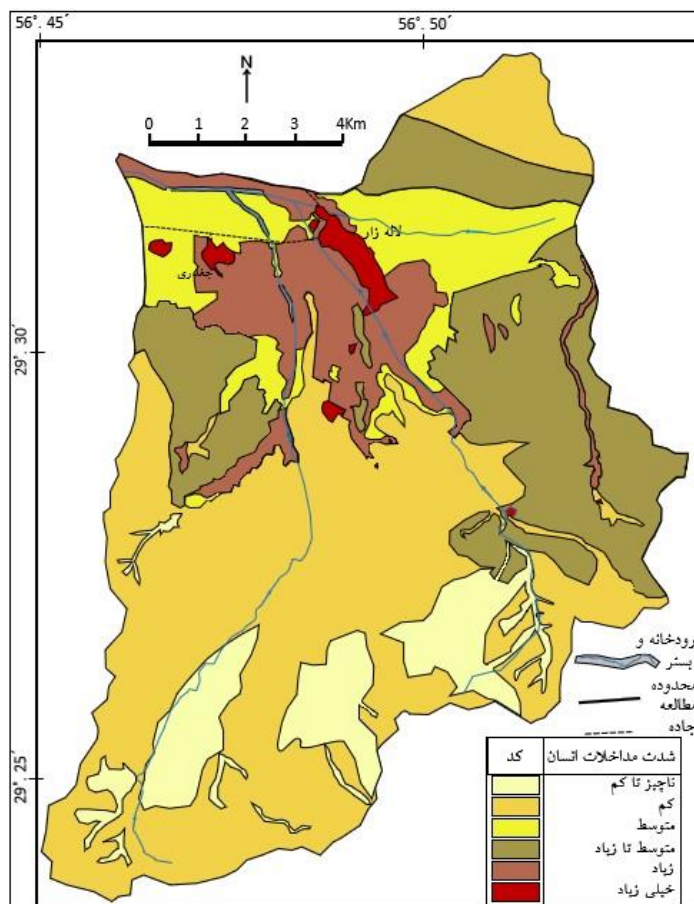 56°. 45´
56°. 50´
N
0 1 2 3 4Km
لاله زار
جغدری
29°. 30´
29°. 25´
رودخانه و
بستر
محدوده
مطالعه
جاده
شدت مداخلات انسان کد
ناچیز تا کم
کم
متوسط
متوسط تا زیاد
زیاد
خیلی زیاد